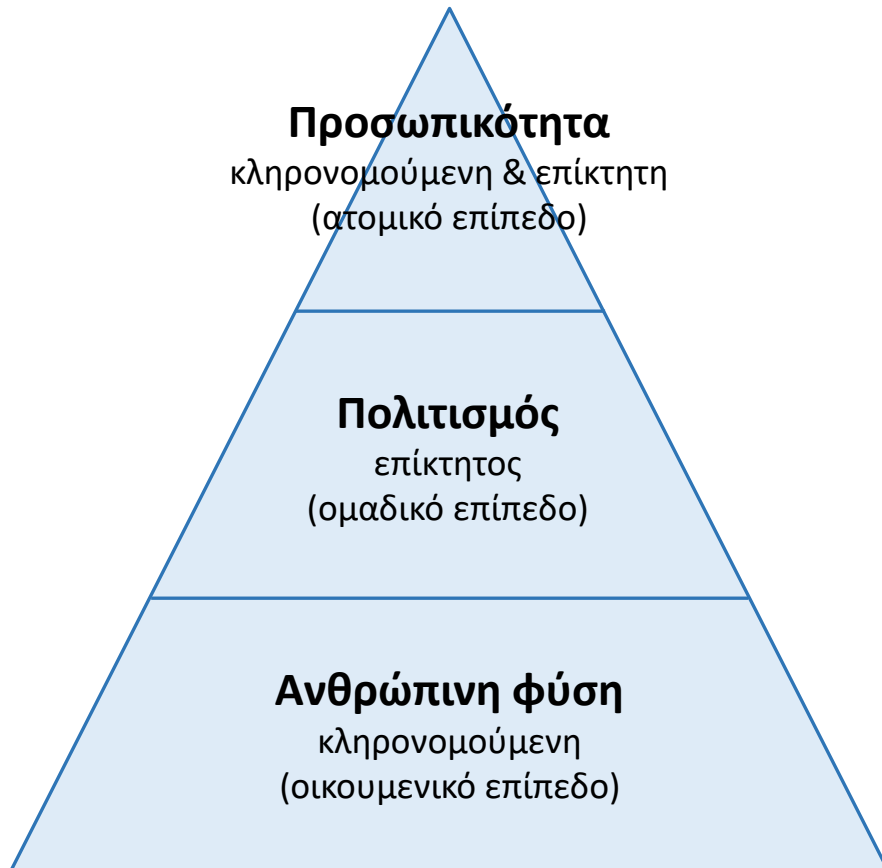 Προσωπικότητα
κληρονομούμενη & επίκτητη
(ατομικό επίπεδο)
Πολιτισμός
επίκτητος
(ομαδικό επίπεδο)
Ανθρώπινη φύση
κληρονομούμενη
(οικουμενικό επίπεδο)